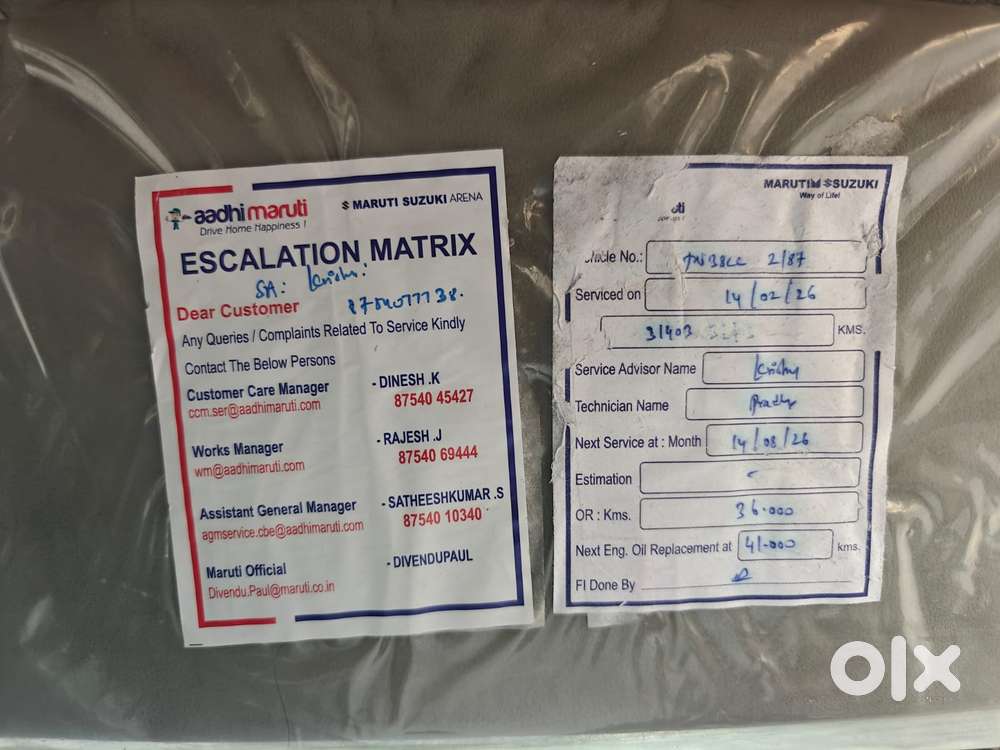 aadhi maruti
Drive Home Happiness !
MARUTI SUZUKI ARENA
ESCALATION MATRIX
SA:
Dear Customer
Any Queries / Complaints Related To Service Kindly
Contact The Below Persons
Customer Care Manager - DINESH .K
ccm.ser@aadhimaruti.com 87540 45427
Works Manager - RAJESH .J
wm@aadhimaruti.com 87540 69444
Assistant General Manager - SATHEESHKUMAR .S
agmservice.cbe@aadhimaruti.com 87540 10340
Maruti Official - DIVENDUPAUL
Divendu.Paul@maruti.co.in
MARUTI SUZUKI
Way of Life!
No.:
Serviced on 14/02/26
31403 KMS.
Service Advisor Name
Technician Name
Next Service at : Month 14/08/26
Estimation -
OR : Kms. 36.000
Next Eng. Oil Replacement at 41.000 kms.
FI Done By
olx